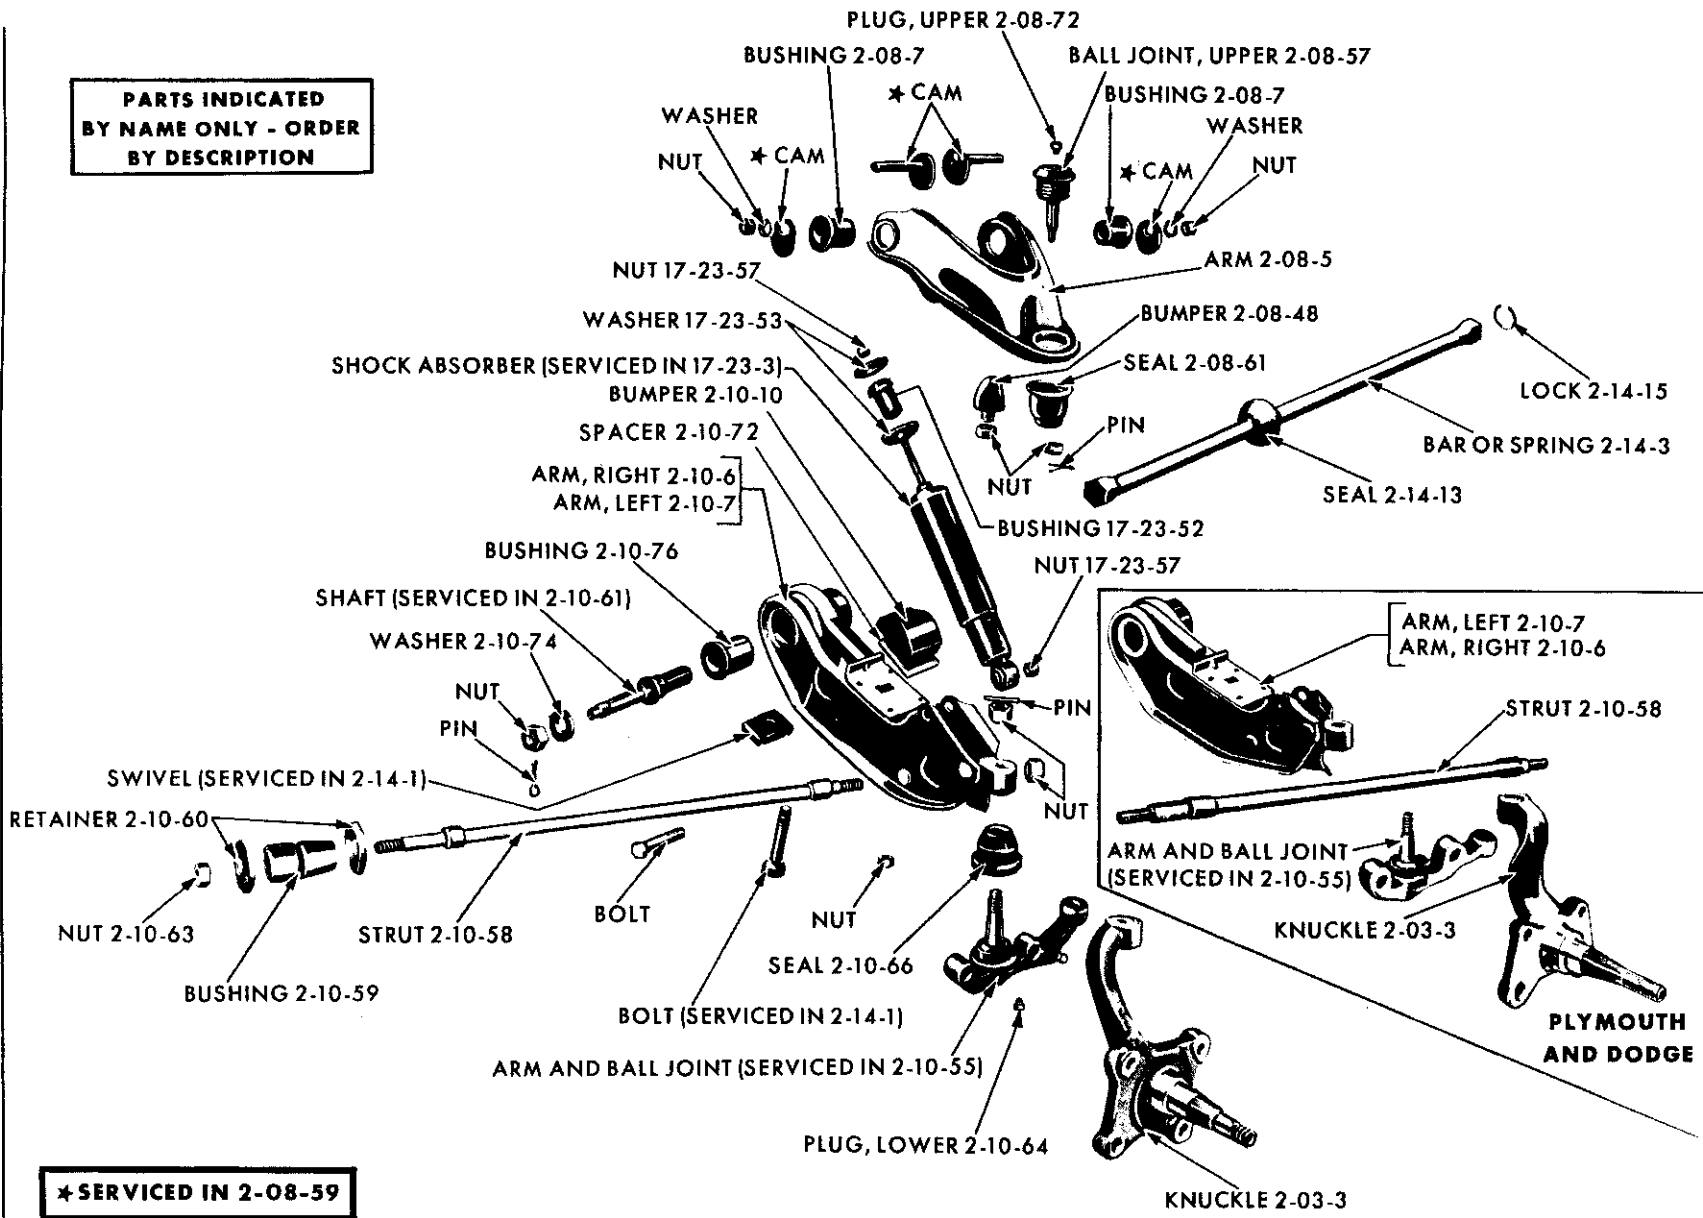 PLUG, UPPER 2-08-72
BUSHING 2-08-7
BALL JOINT, UPPER 2-08-57
PARTS INDICATED
BY NAME ONLY - ORDER
BY DESCRIPTION
★ CAM
BUSHING 2-08-7
WASHER
WASHER
NUT
★ CAM
★ CAM
NUT
ARM 2-08-5
NUT 17-23-57
WASHER 17-23-53
BUMPER 2-08-48
SHOCK ABSORBER (SERVICED IN 17-23-3)
SEAL 2-08-61
BUMPER 2-10-10
LOCK 2-14-15
SPACER 2-10-72
PIN
BAR OR SPRING 2-14-3
ARM, RIGHT 2-10-6
ARM, LEFT 2-10-7
NUT
SEAL 2-14-13
BUSHING 17-23-52
BUSHING 2-10-76
NUT 17-23-57
SHAFT (SERVICED IN 2-10-61)
WASHER 2-10-74
ARM, LEFT 2-10-7
ARM, RIGHT 2-10-6
NUT
PIN
PIN
STRUT 2-10-58
SWIVEL (SERVICED IN 2-14-1)
NUT
RETAINER 2-10-60
ARM AND BALL JOINT
(SERVICED IN 2-10-55)
NUT 2-10-63
STRUT 2-10-58
BOLT
NUT
KNUCKLE 2-03-3
SEAL 2-10-66
BUSHING 2-10-59
BOLT (SERVICED IN 2-14-1)
PLYMOUTH
AND DODGE
ARM AND BALL JOINT (SERVICED IN 2-10-55)
PLUG, LOWER 2-10-64
★ SERVICED IN 2-08-59
KNUCKLE 2-03-3